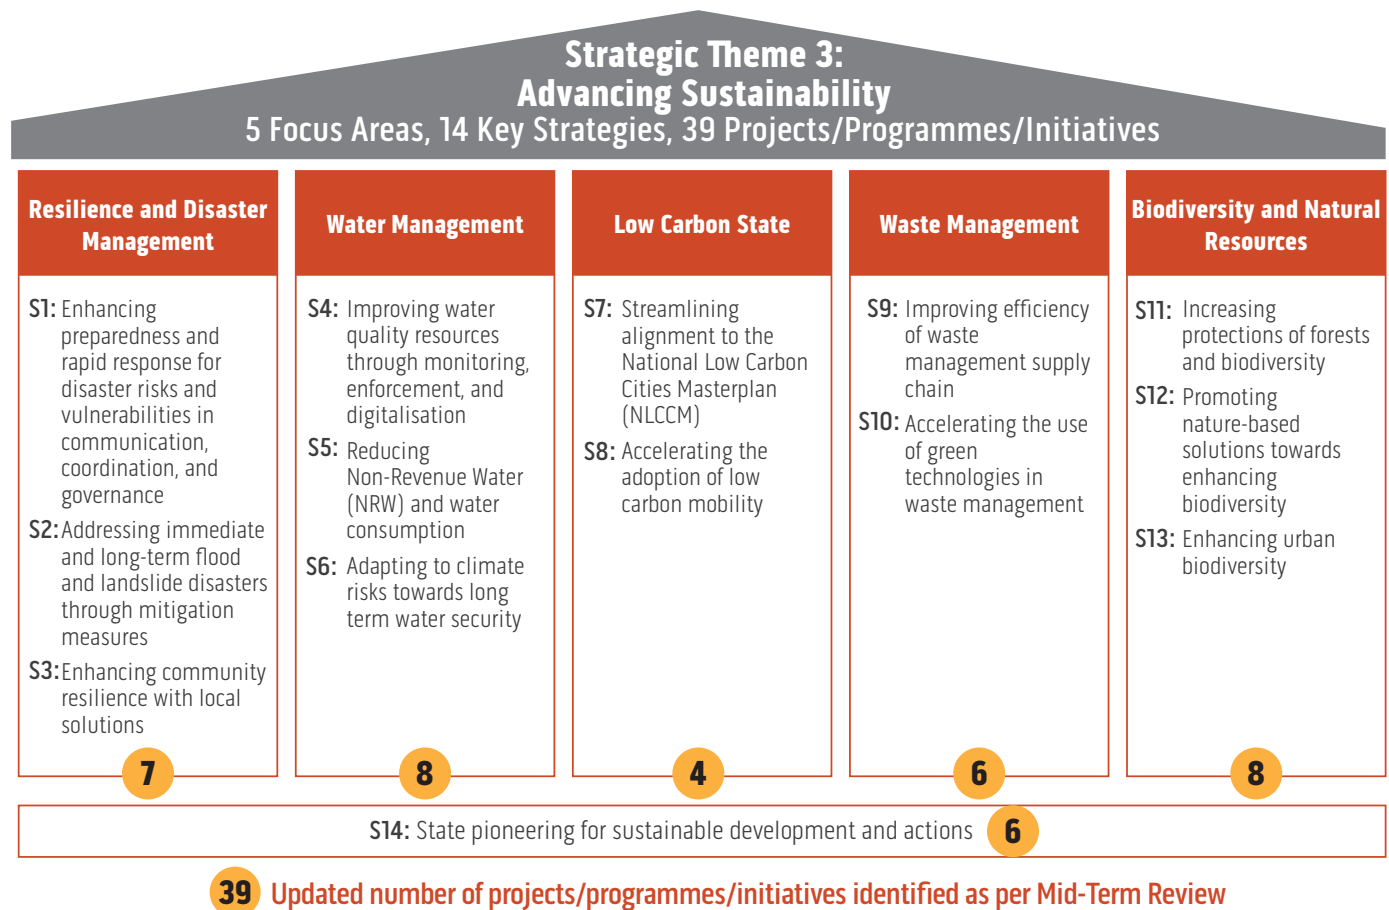 Strategic Theme 3:
Advancing Sustainability
5 Focus Areas, 14 Key Strategies, 39 Projects/Programmes/Initiatives
Resilience and Disaster
Management
S1: Enhancing
preparedness and
rapid response for
disaster risks and
vulnerabilities in
communication,
coordination, and
governance
S2: Addressing immediate
and long-term flood
and landslide disasters
through mitigation
measures
S3: Enhancing community
resilience with local
solutions
7
Water Management
S4: Improving water
quality resources
through monitoring,
enforcement, and
digitalisation
S5: Reducing
Non-Revenue Water
(NRW) and water
consumption
S6: Adapting to climate
risks towards long
term water security
8
Low Carbon State
S7: Streamlining
alignment to the
National Low Carbon
Cities Masterplan
(NLCCM)
S8: Accelerating the
adoption of low
carbon mobility
4
Waste Management
S9: Improving efficiency
of waste
management supply
chain
S10: Accelerating the use
of green
technologies in
waste management
6
Biodiversity and Natural
Resources
S11: Increasing
protections of forests
and biodiversity
S12: Promoting
nature-based
solutions towards
enhancing
biodiversity
S13: Enhancing urban
biodiversity
8
S14: State pioneering for sustainable development and actions 6
39 Updated number of projects/programmes/initiatives identified as per Mid-Term Review